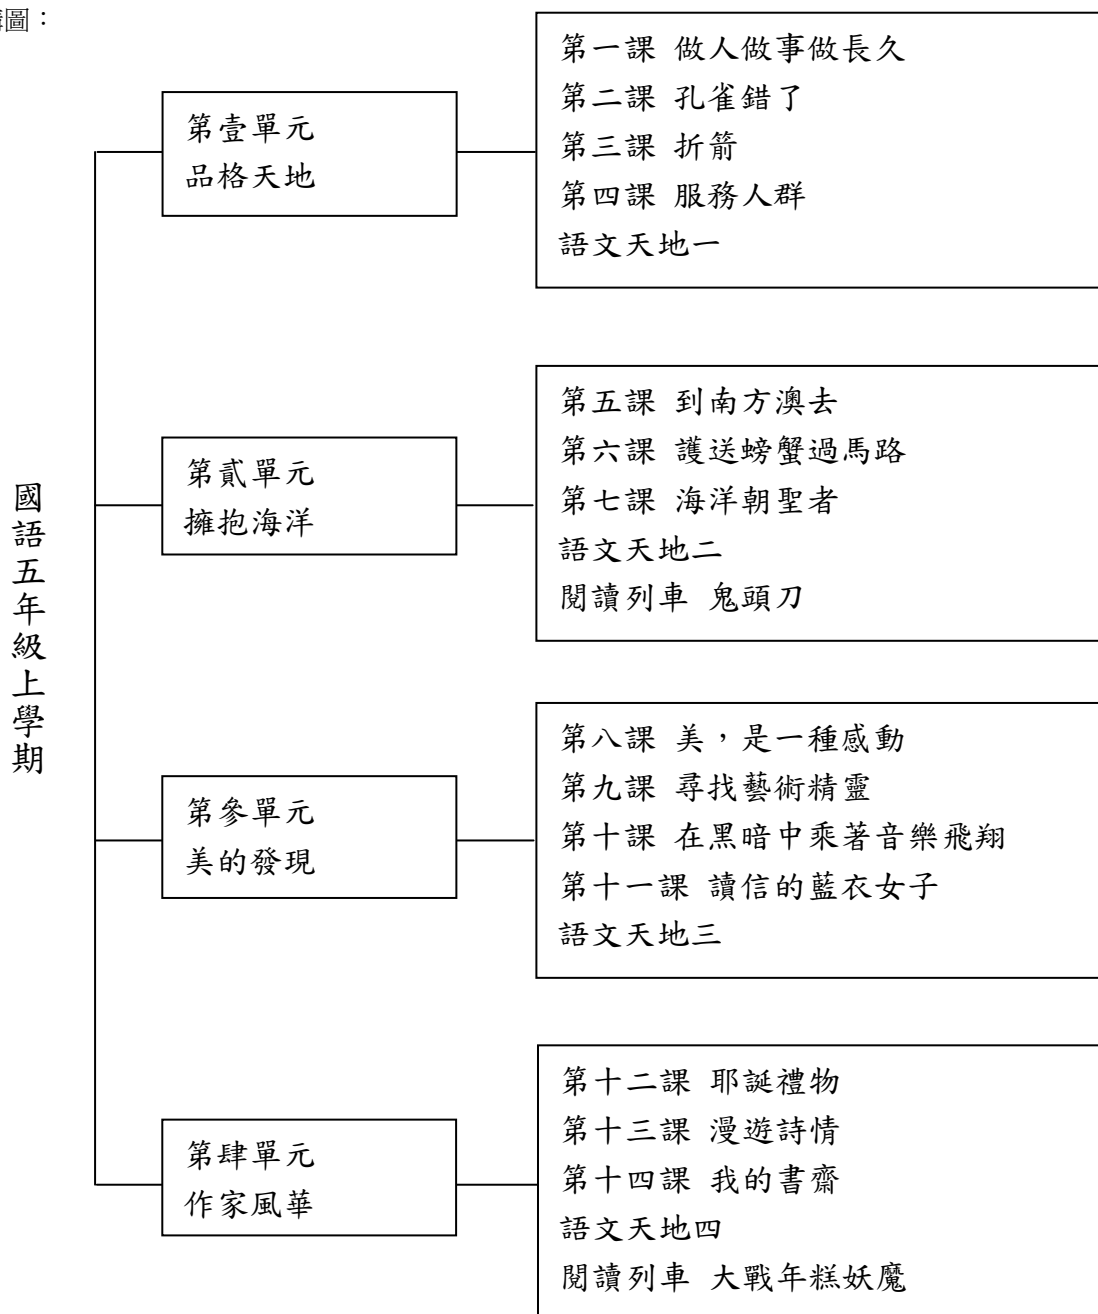 構圖：
國語五年級上學期
第壹單元
品格天地
第一課 做人做事做長久
第二課 孔雀錯了
第三課 折箭
第四課 服務人群
語文天地一
第貳單元
擁抱海洋
第五課 到南方澳去
第六課 護送螃蟹過馬路
第七課 海洋朝聖者
語文天地二
閱讀列車 鬼頭刀
第參單元
美的發現
第八課 美，是一種感動
第九課 尋找藝術精靈
第十課 在黑暗中乘著音樂飛翔
第十一課 讀信的藍衣女子
語文天地三
第肆單元
作家風華
第十二課 耶誕禮物
第十三課 漫遊詩情
第十四課 我的書齋
語文天地四
閱讀列車 大戰年糕妖魔